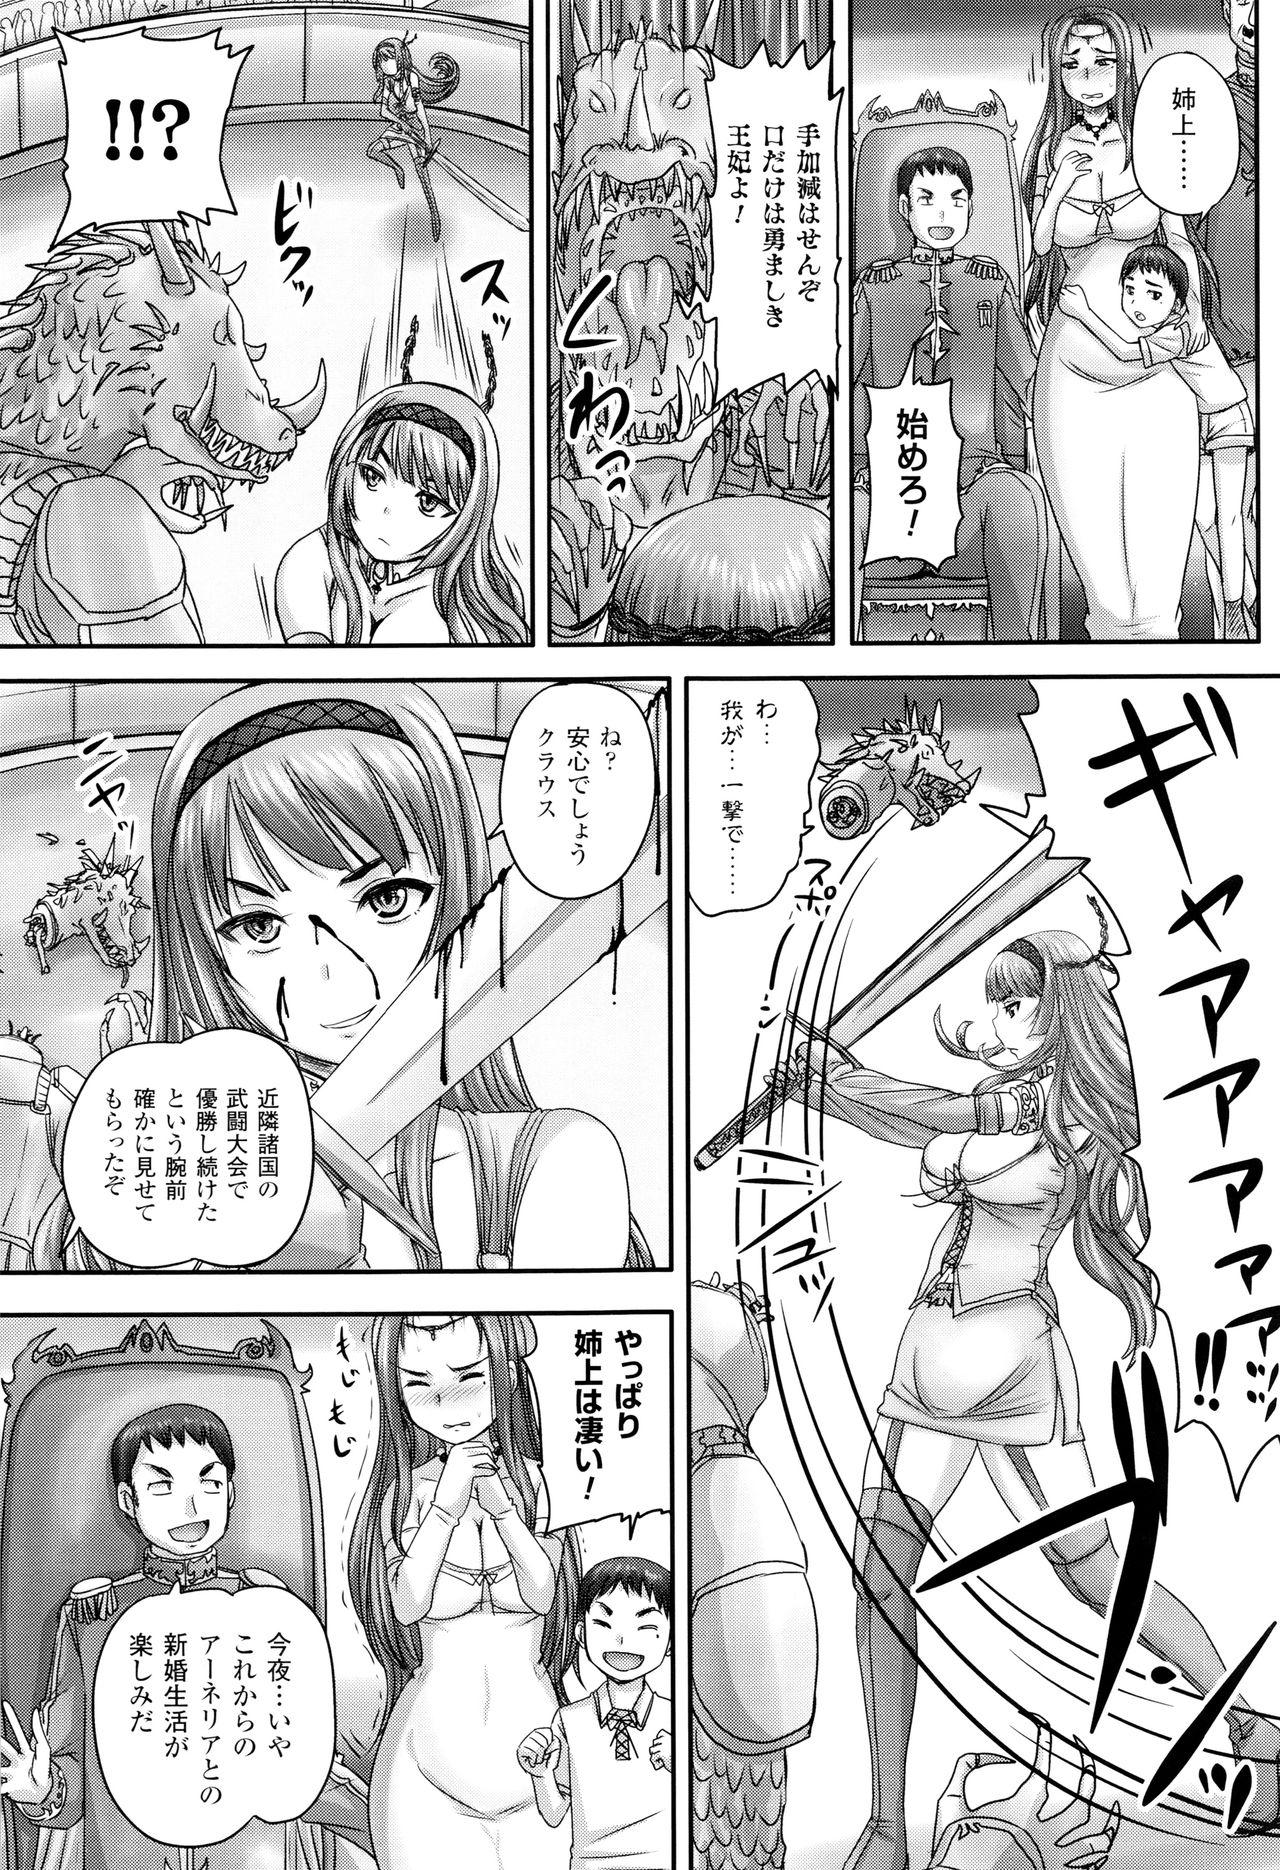 姉上……
始めろ！
手加減はせんぞ
口だけは勇ましき
王妃よ！
くわっ
!!?
ビクッ
スッ
ギャアアアアァァァ!!
わ…
我が…一撃で……
スポーン
ブンッ
ね？
安心でしょう
クラウス
ニヤッ
近隣諸国の
武闘大会で
優勝し続けた
という腕前
確かに見せて
もらったぞ
やっぱり
姉上は凄い！
もじ
もじ
今夜…いや
これからの
アーネリアとの
新婚生活が
楽しみだ